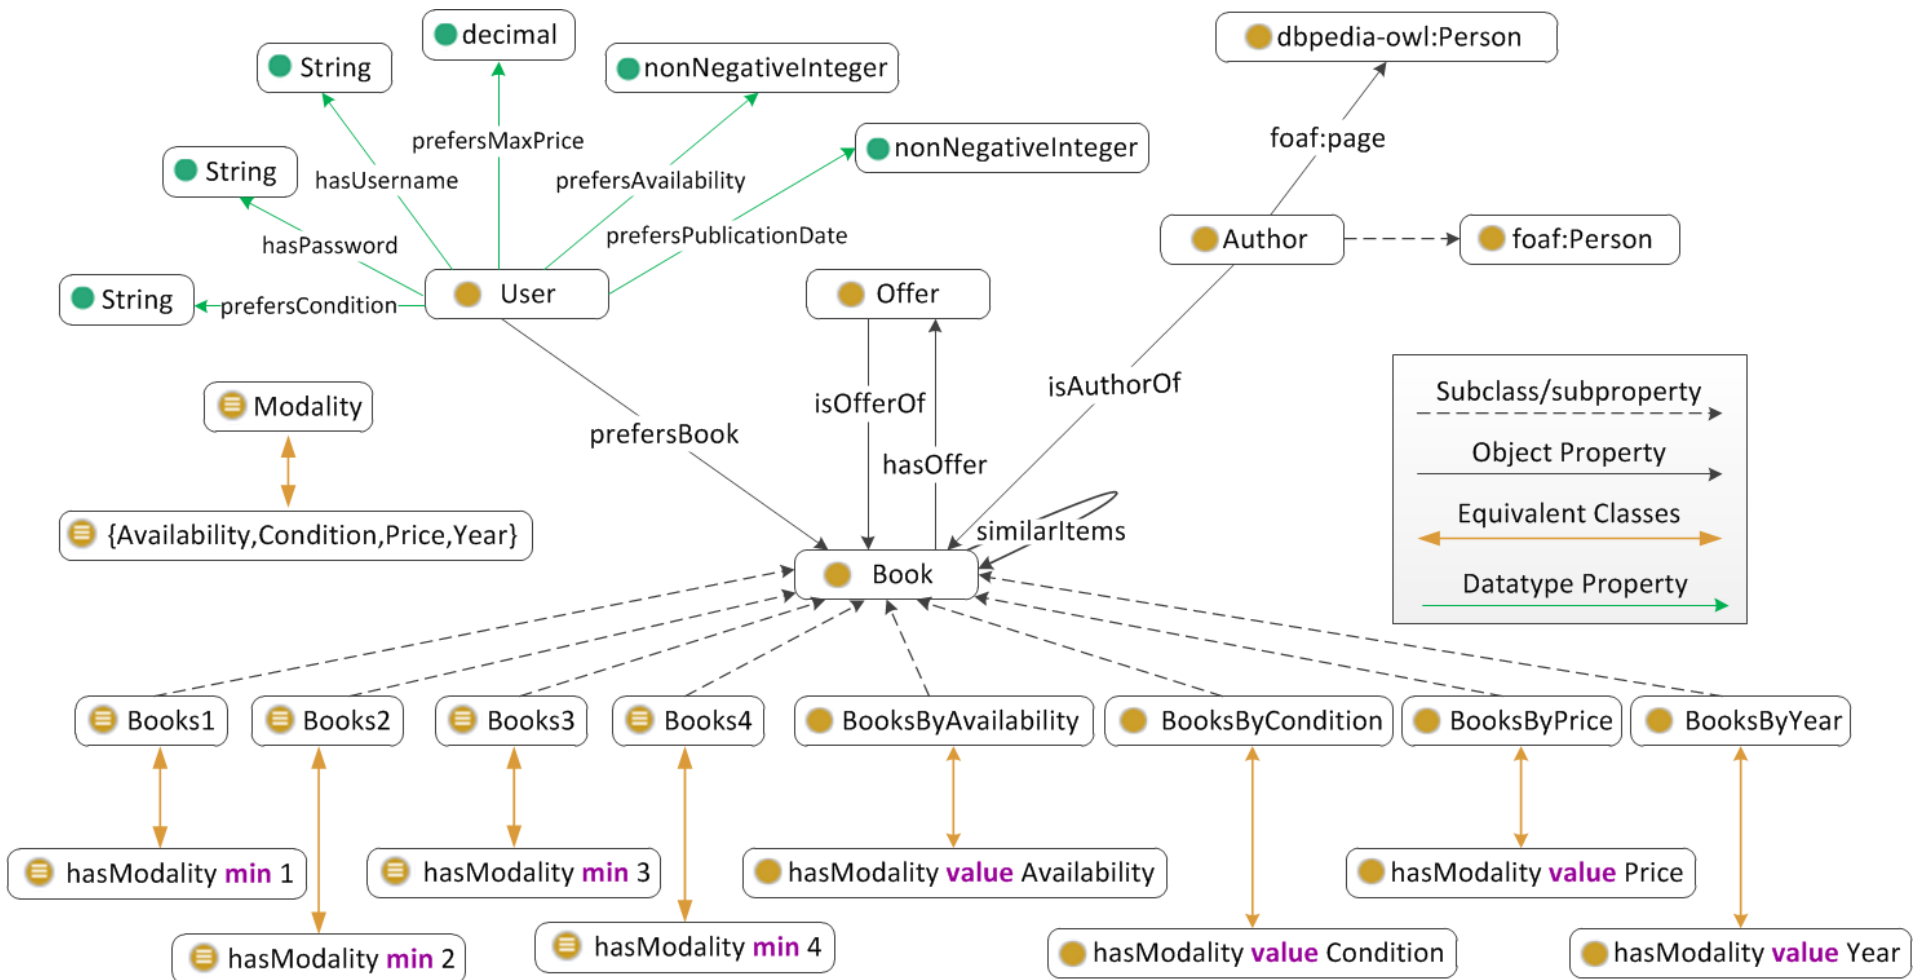 decimal
dbpedia-owl:Person
String
nonNegativeInteger
prefersMaxPrice
foaf:page
nonNegativeInteger
String
hasUsername
prefersAvailability
hasPassword
prefersPublicationDate
Author
foaf:Person
String
prefersCondition
User
Offer
isAuthorOf
Subclass/subproperty
Modality
isOfferOf
prefersBook
Object Property
hasOffer
Equivalent Classes
{Availability,Condition,Price,Year}
similarItems
Book
Datatype Property
Books1
Books2
Books3
Books4
BooksByAvailability
BooksByCondition
BooksByPrice
BooksByYear
hasModality min 1
hasModality min 3
hasModality value Availability
hasModality value Price
hasModality min 2
hasModality min 4
hasModality value Condition
hasModality value Year